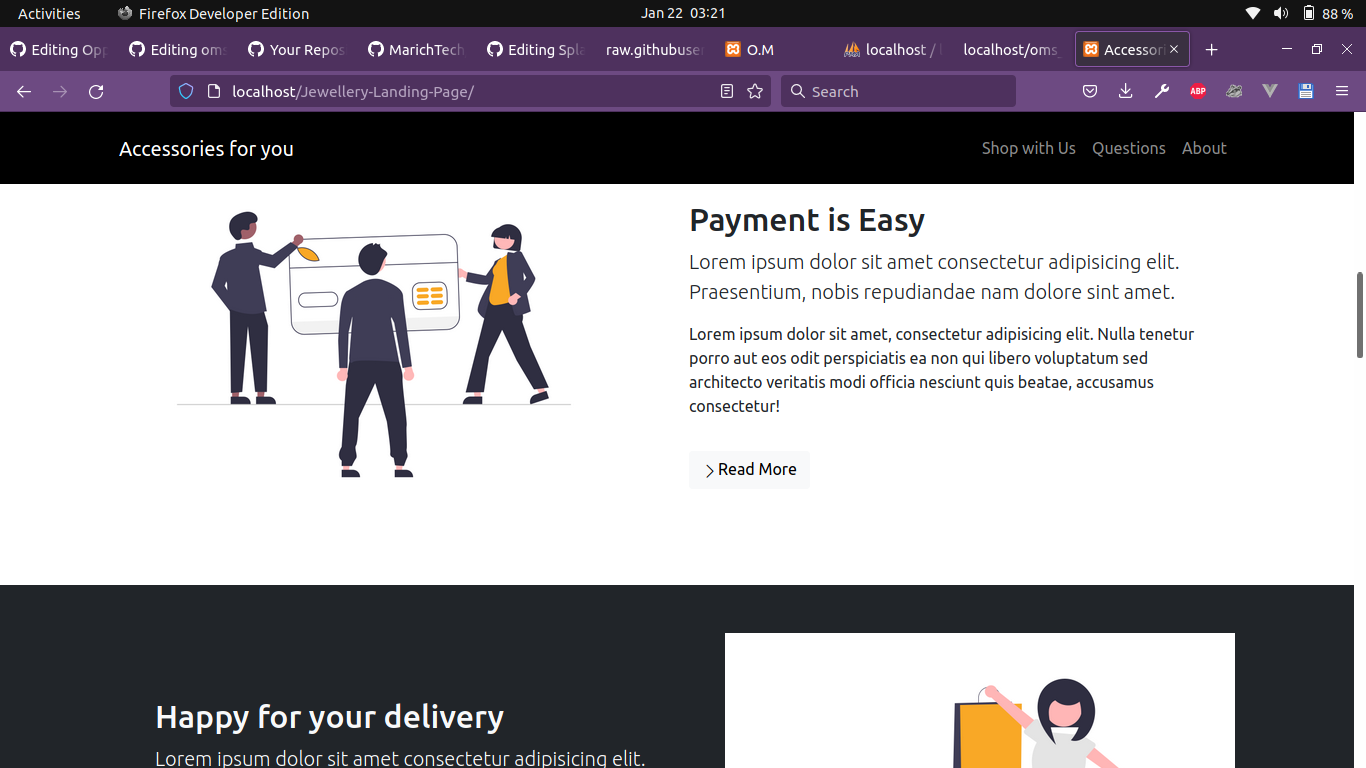 Activities
Firefox Developer Edition
Jan 22 03:21
88 %
Editing Opp
Editing oms
Your Repos
MarichTech
Editing Spla
raw.githubuser
O.M
localhost / l
localhost/oms_
Accessori
localhost/Jewellery-Landing-Page/
Search
ABP
Accessories for you
Shop with Us
Questions
About
Payment is Easy
Lorem ipsum dolor sit amet consectetur adipisicing elit.
Praesentium, nobis repudiandae nam dolore sint amet.
Lorem ipsum dolor sit amet, consectetur adipisicing elit. Nulla tenetur
porro aut eos odit perspiciatis ea non qui libero voluptatum sed
architecto veritatis modi officia nesciunt quis beatae, accusamus
consectetur!
Read More
Happy for your delivery
Lorem ipsum dolor sit amet consectetur adipisicing elit.